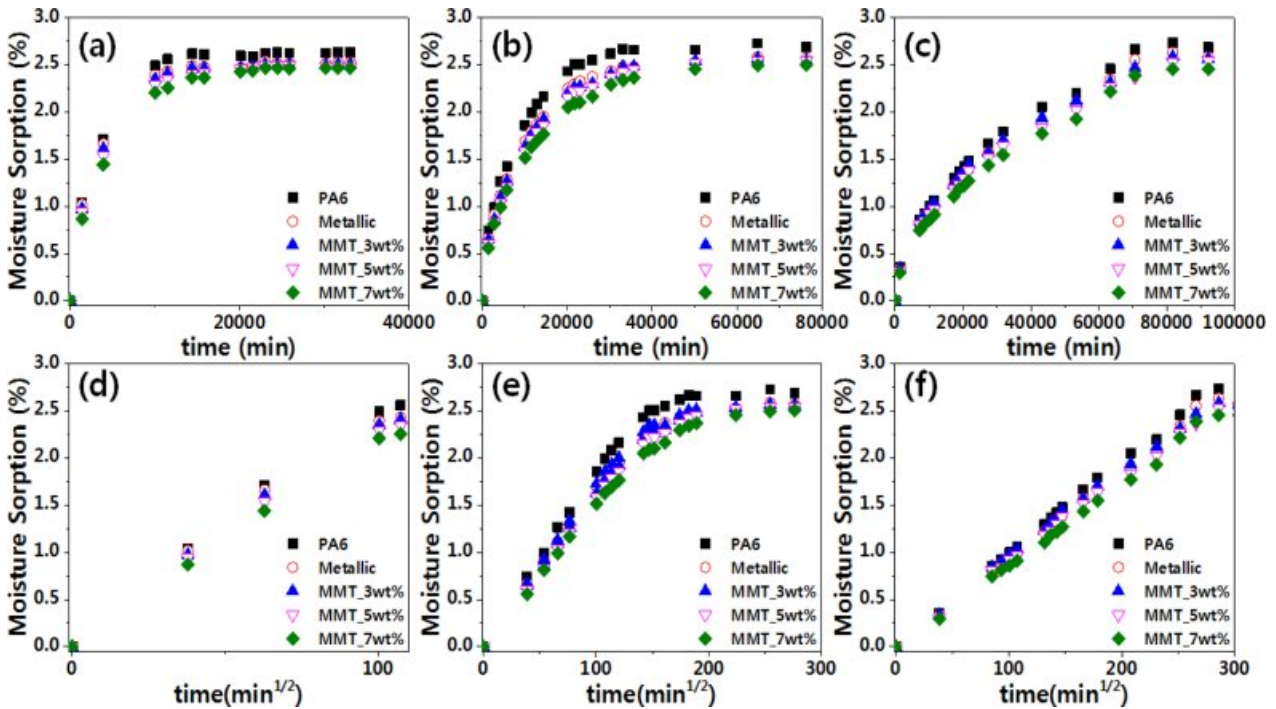 (a)
Moisture Sorption (%)
3.0
2.5
2.0
1.5
1.0
0.5
0.0
PA6
Metallic
MMT_3wt%
MMT_5wt%
MMT_7wt%
0 20000 40000
time (min)
(b)
Moisture Sorption (%)
3.0
2.5
2.0
1.5
1.0
0.5
0.0
PA6
Metallic
MMT_3wt%
MMT_5wt%
MMT_7wt%
0 20000 40000 60000 80000
time (min)
(c)
Moisture Sorption (%)
3.0
2.5
2.0
1.5
1.0
0.5
0.0
PA6
Metallic
MMT_3wt%
MMT_5wt%
MMT_7wt%
0 20000 40000 60000 80000 100000
time (min)
(d)
Moisture Sorption (%)
3.0
2.5
2.0
1.5
1.0
0.5
0.0
PA6
Metallic
MMT_3wt%
MMT_5wt%
MMT_7wt%
0 100
time(min1/2)
(e)
Moisture Sorption (%)
3.0
2.5
2.0
1.5
1.0
0.5
0.0
PA6
Metallic
MMT_3wt%
MMT_5wt%
MMT_7wt%
0 100 200 300
time(min1/2)
(f)
Moisture Sorption (%)
3.0
2.5
2.0
1.5
1.0
0.5
0.0
PA6
Metallic
MMT_3wt%
MMT_5wt%
MMT_7wt%
0 100 200 300
time(min1/2)